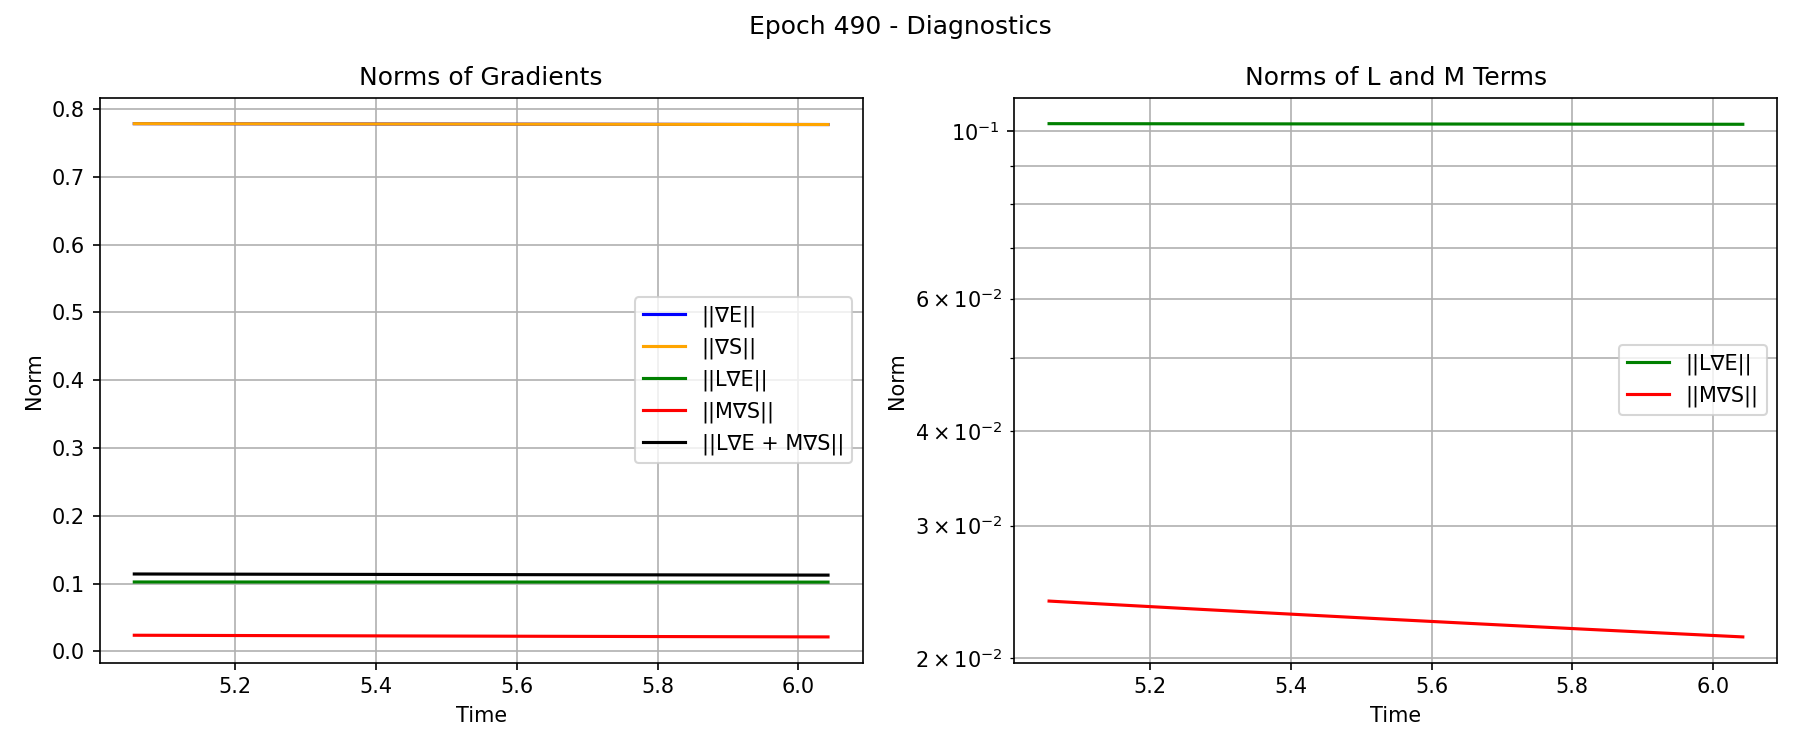 Epoch 490 - Diagnostics
Norms of Gradients
Norm
0.8
0.7
0.6
0.5
0.4
0.3
0.2
0.1
0.0
5.2
5.4
5.6
5.8
6.0
Time
||∇E||
||∇S||
||L∇E||
||M∇S||
||L∇E + M∇S||
Norms of L and M Terms
Norm
10⁻¹
6 × 10⁻²
4 × 10⁻²
3 × 10⁻²
2 × 10⁻²
5.2
5.4
5.6
5.8
6.0
Time
||L∇E||
||M∇S||